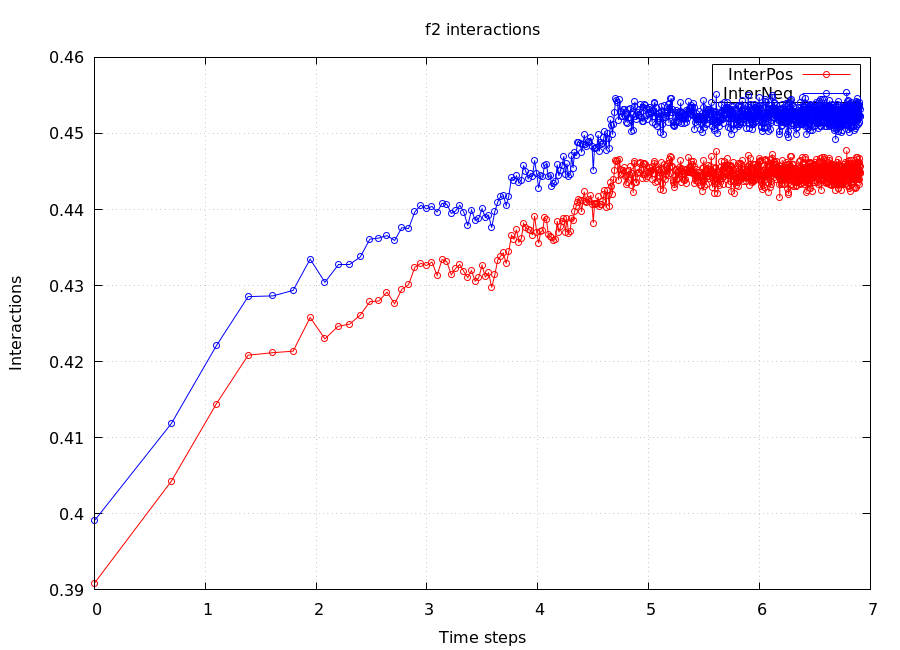 f2 interactions
0.46
0.45
0.44
0.43
0.42
0.41
0.4
0.39
Interactions
InterPos
InterNeg
0 1 2 3 4 5 6 7
Time steps